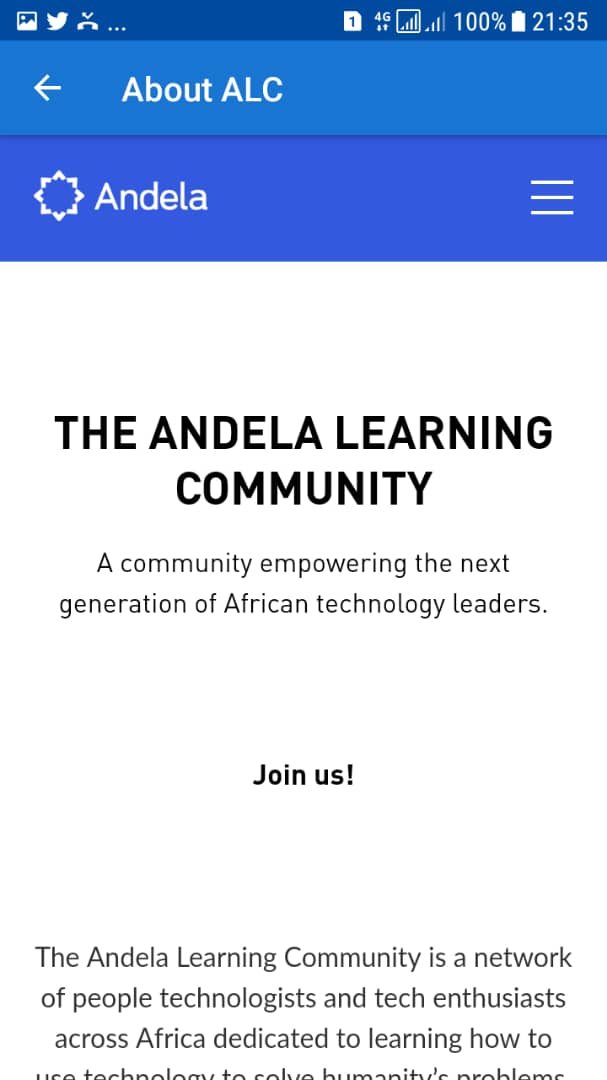 ... 1 4G 100% 21:35
About ALC
Andela
THE ANDELA LEARNING
COMMUNITY
A community empowering the next
generation of African technology leaders.
Join us!
The Andela Learning Community is a network
of people technologists and tech enthusiasts
across Africa dedicated to learning how to
use technology to solve humanity's problems